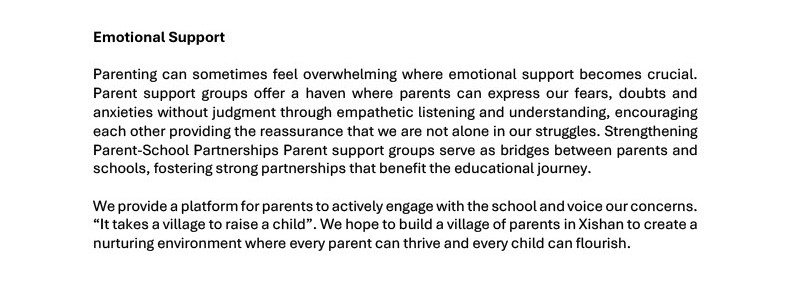 Emotional Support
Parenting can sometimes feel overwhelming where emotional support becomes crucial.
Parent support groups offer a haven where parents can express our fears, doubts and
anxieties without judgment through empathetic listening and understanding, encouraging
each other providing the reassurance that we are not alone in our struggles. Strengthening
Parent-School Partnerships Parent support groups serve as bridges between parents and
schools, fostering strong partnerships that benefit the educational journey.
We provide a platform for parents to actively engage with the school and voice our concerns.
“It takes a village to raise a child”. We hope to build a village of parents in Xishan to create a
nurturing environment where every parent can thrive and every child can flourish.